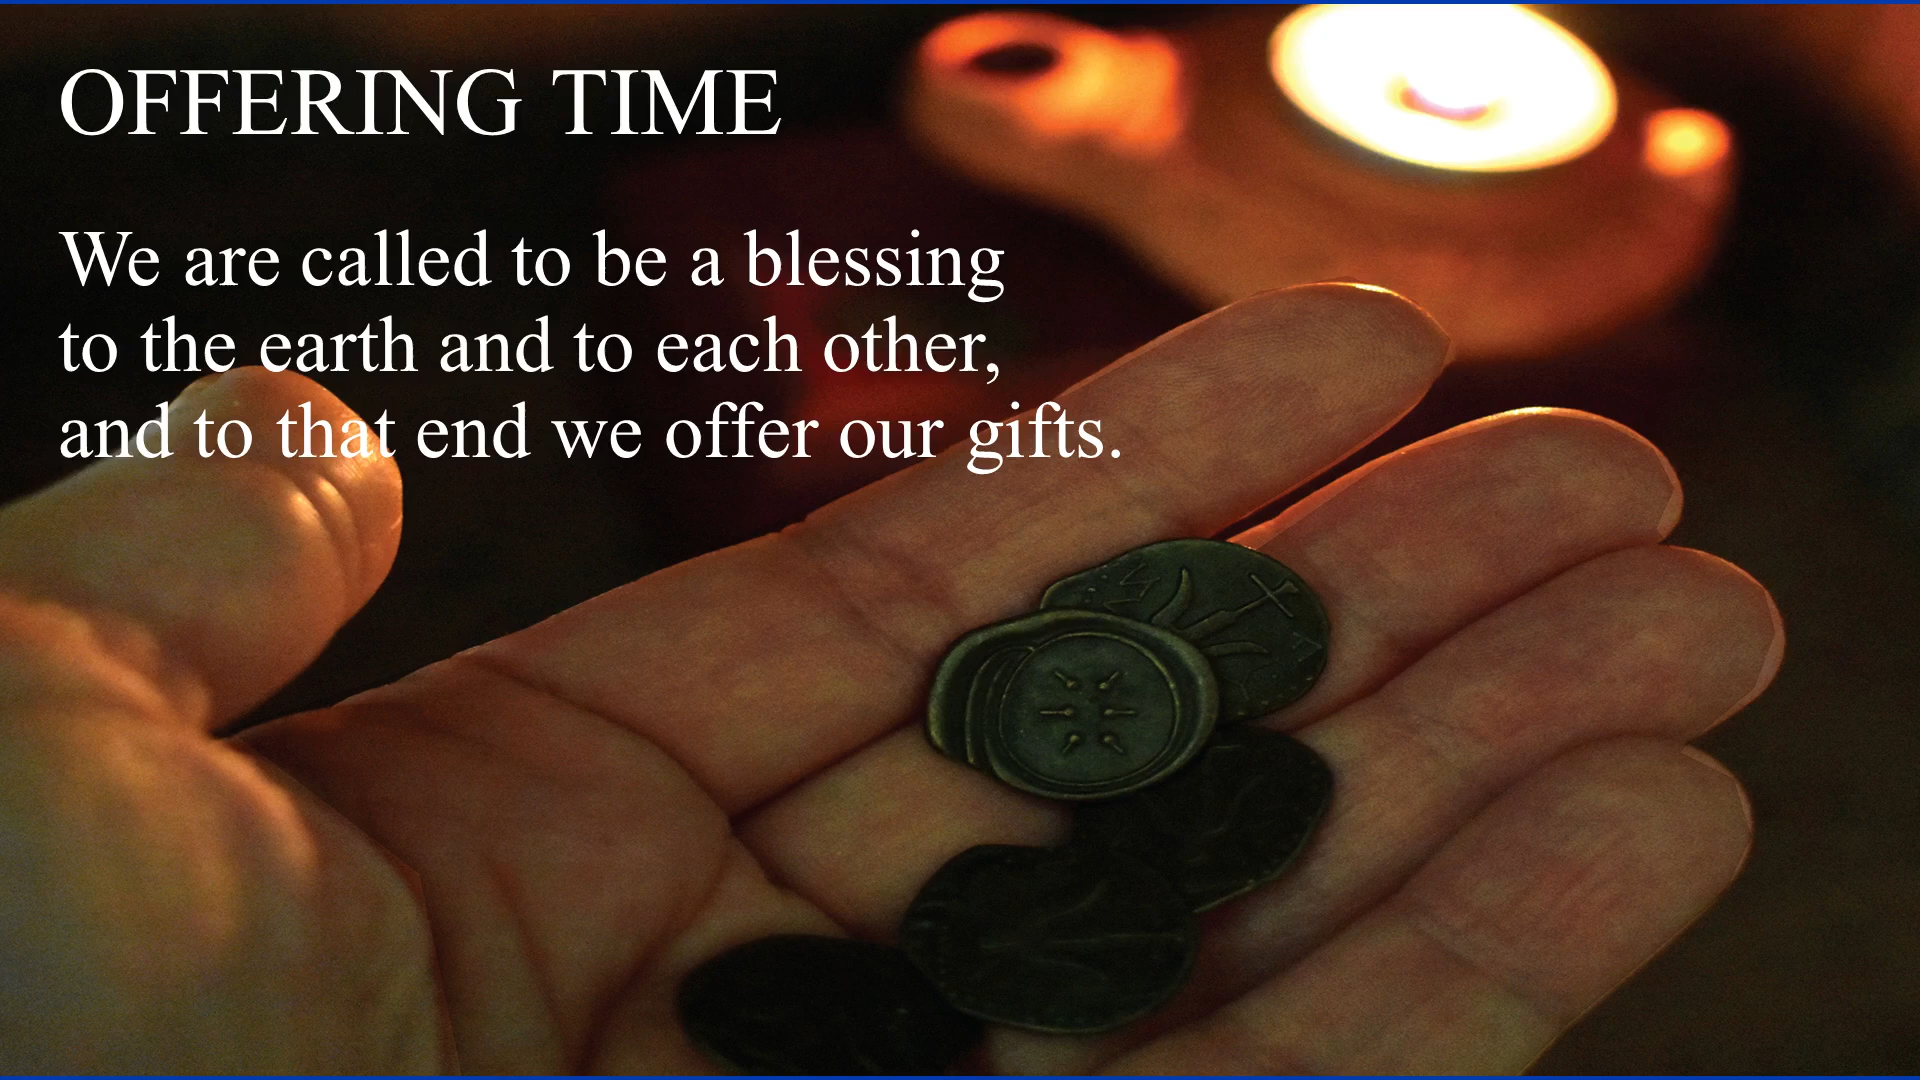 OFFERING TIME
We are called to be a blessing
to the earth and to each other,
and to that end we offer our gifts.